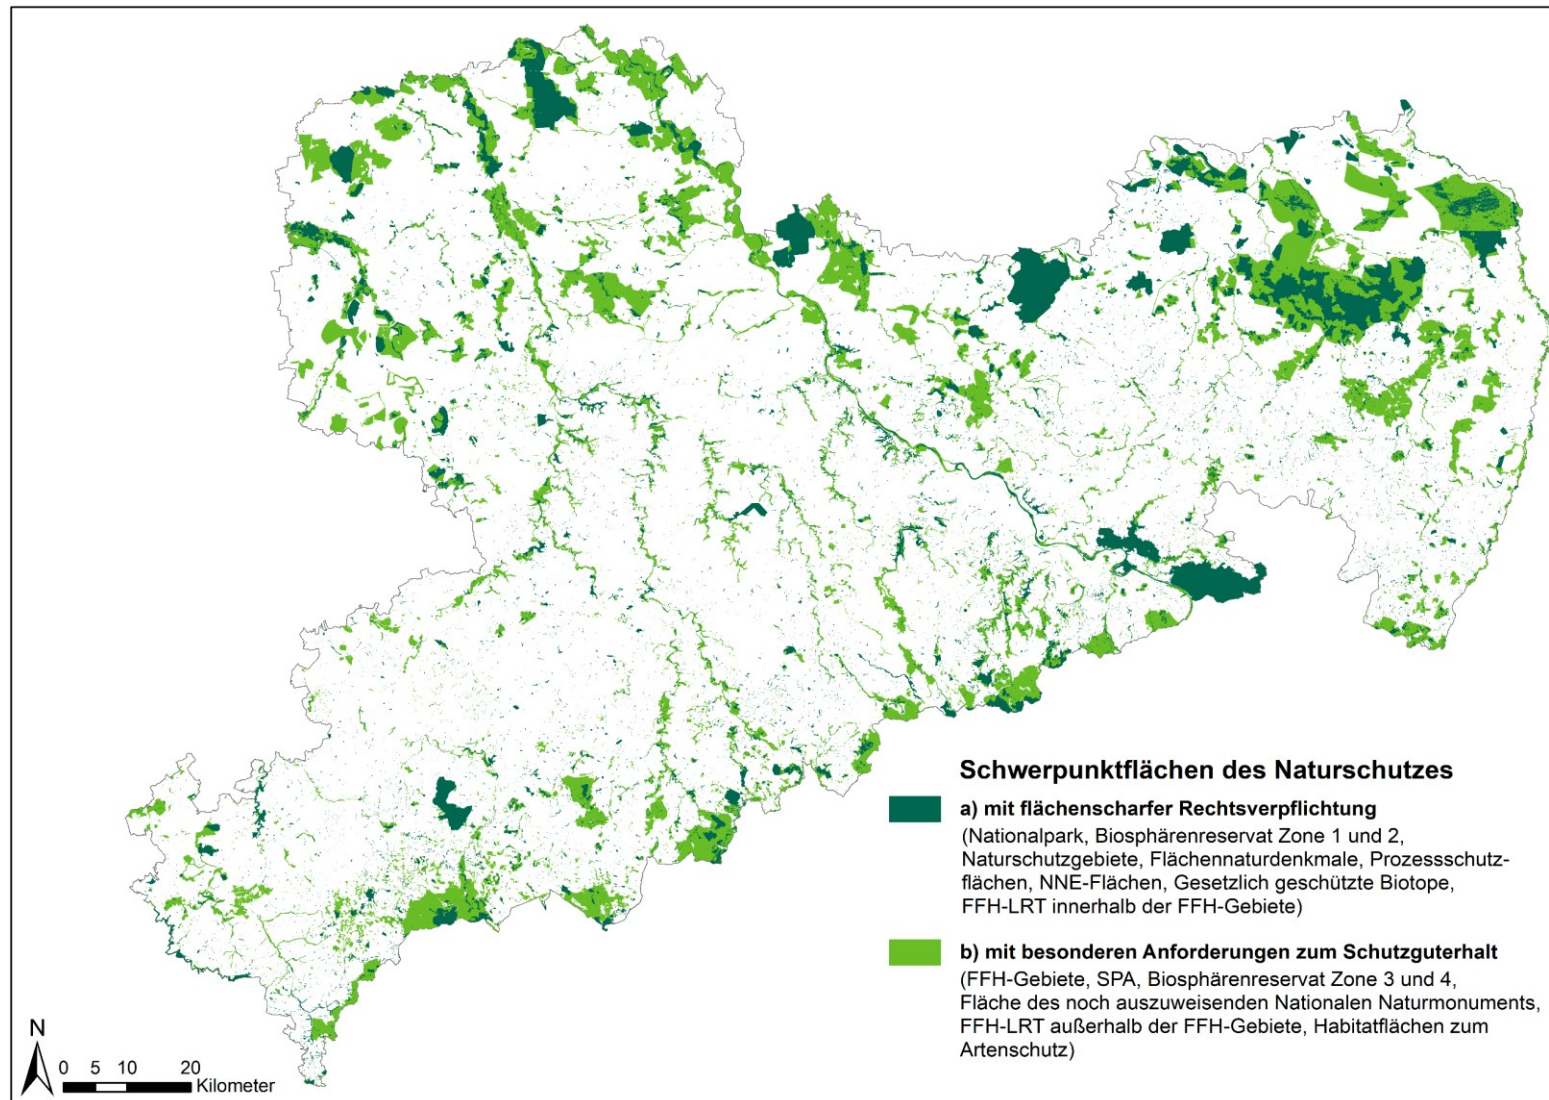 Schwerpunktflächen des Naturschutzes
a) mit flächenscharfer Rechtsverpflichtung
(Nationalpark, Biosphärenreservat Zone 1 und 2,
Naturschutzgebiete, Flächennaturdenkmale, Prozessschutz-
flächen, NNE-Flächen, Gesetzlich geschützte Biotope,
FFH-LRT innerhalb der FFH-Gebiete)
b) mit besonderen Anforderungen zum Schutzguterhalt
(FFH-Gebiete, SPA, Biosphärenreservat Zone 3 und 4,
Fläche des noch auszuweisenden Nationalen Naturmonuments,
FFH-LRT außerhalb der FFH-Gebiete, Habitatflächen zum
Artenschutz)
N
0 5 10 20
Kilometer